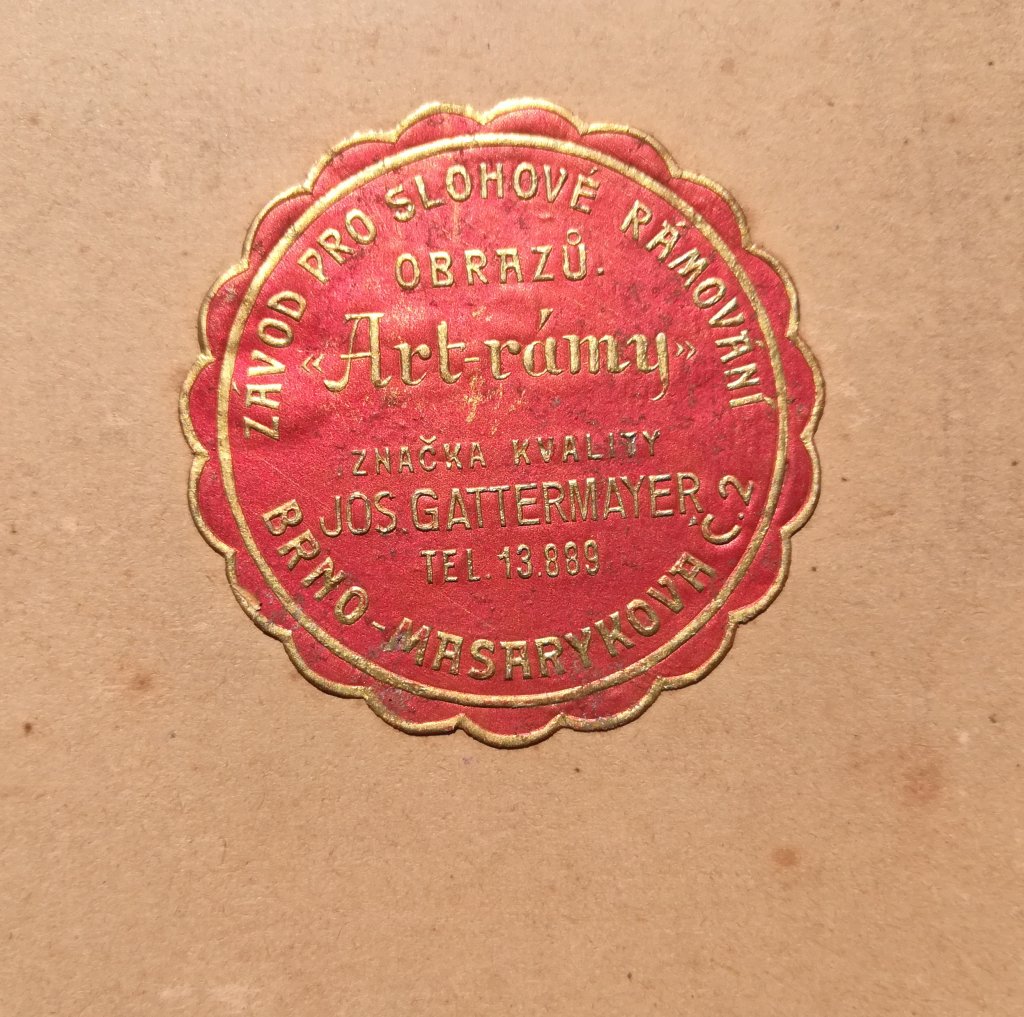 ZÁVOD PRO SLOHOVÉ RÁMOVÁNÍ
OBRAZŮ.
«Art-rámy»
ZNAČKA KVALITY
JOS. GATTERMAYER
TEL. 13.889
BRNO-MASARYKOVA Č.2